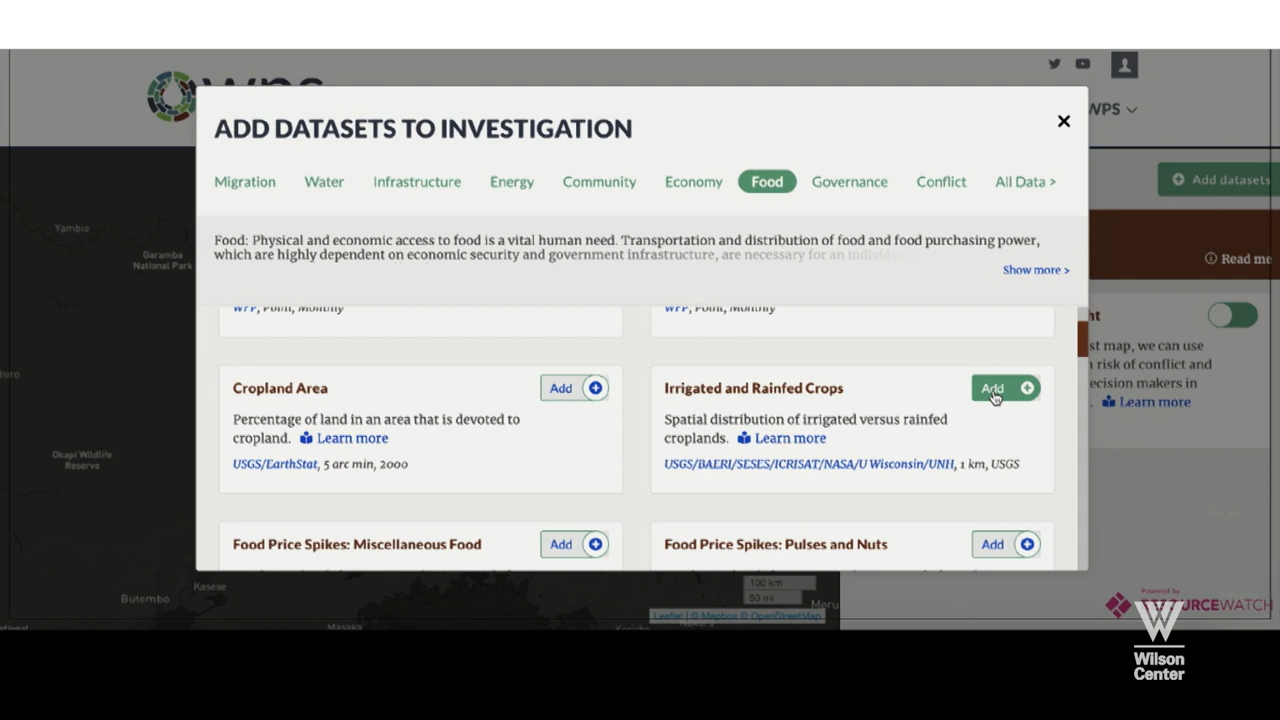 WPS
ADD DATASETS TO INVESTIGATION
Migration Water Infrastructure Energy Community Economy Food Governance Conflict All Data >
Add datasets
Food: Physical and economic access to food is a vital human need. Transportation and distribution of food and food purchasing power,
which are highly dependent on economic security and government infrastructure, are necessary for an individu
Show more >
Read me
WFP, Point, Monthly
WFP, Point, Monthly
Cropland Area
Add
Percentage of land in an area that is devoted to
cropland. Learn more
USGS/EarthStat, 5 arc min, 2000
Irrigated and Rainfed Crops
Add
Spatial distribution of irrigated versus rainfed
croplands. Learn more
USGS/BAERI/SESES/ICRISAT/NASA/U Wisconsin/UNH, 1 km, USGS
Food Price Spikes: Miscellaneous Food
Add
Food Price Spikes: Pulses and Nuts
Add
ht
st map, we can use
risk of conflict and
ecision makers in
Learn more
Yambio
Garamba
National Park
Okapi Wildlife
Reserve
Kasese
Butembo
Masaka
100 km
50 mi
Meru
Leaflet | © Mapbox © OpenStreetMap
Powered by
RESOURCEWATCH
Wilson
Center